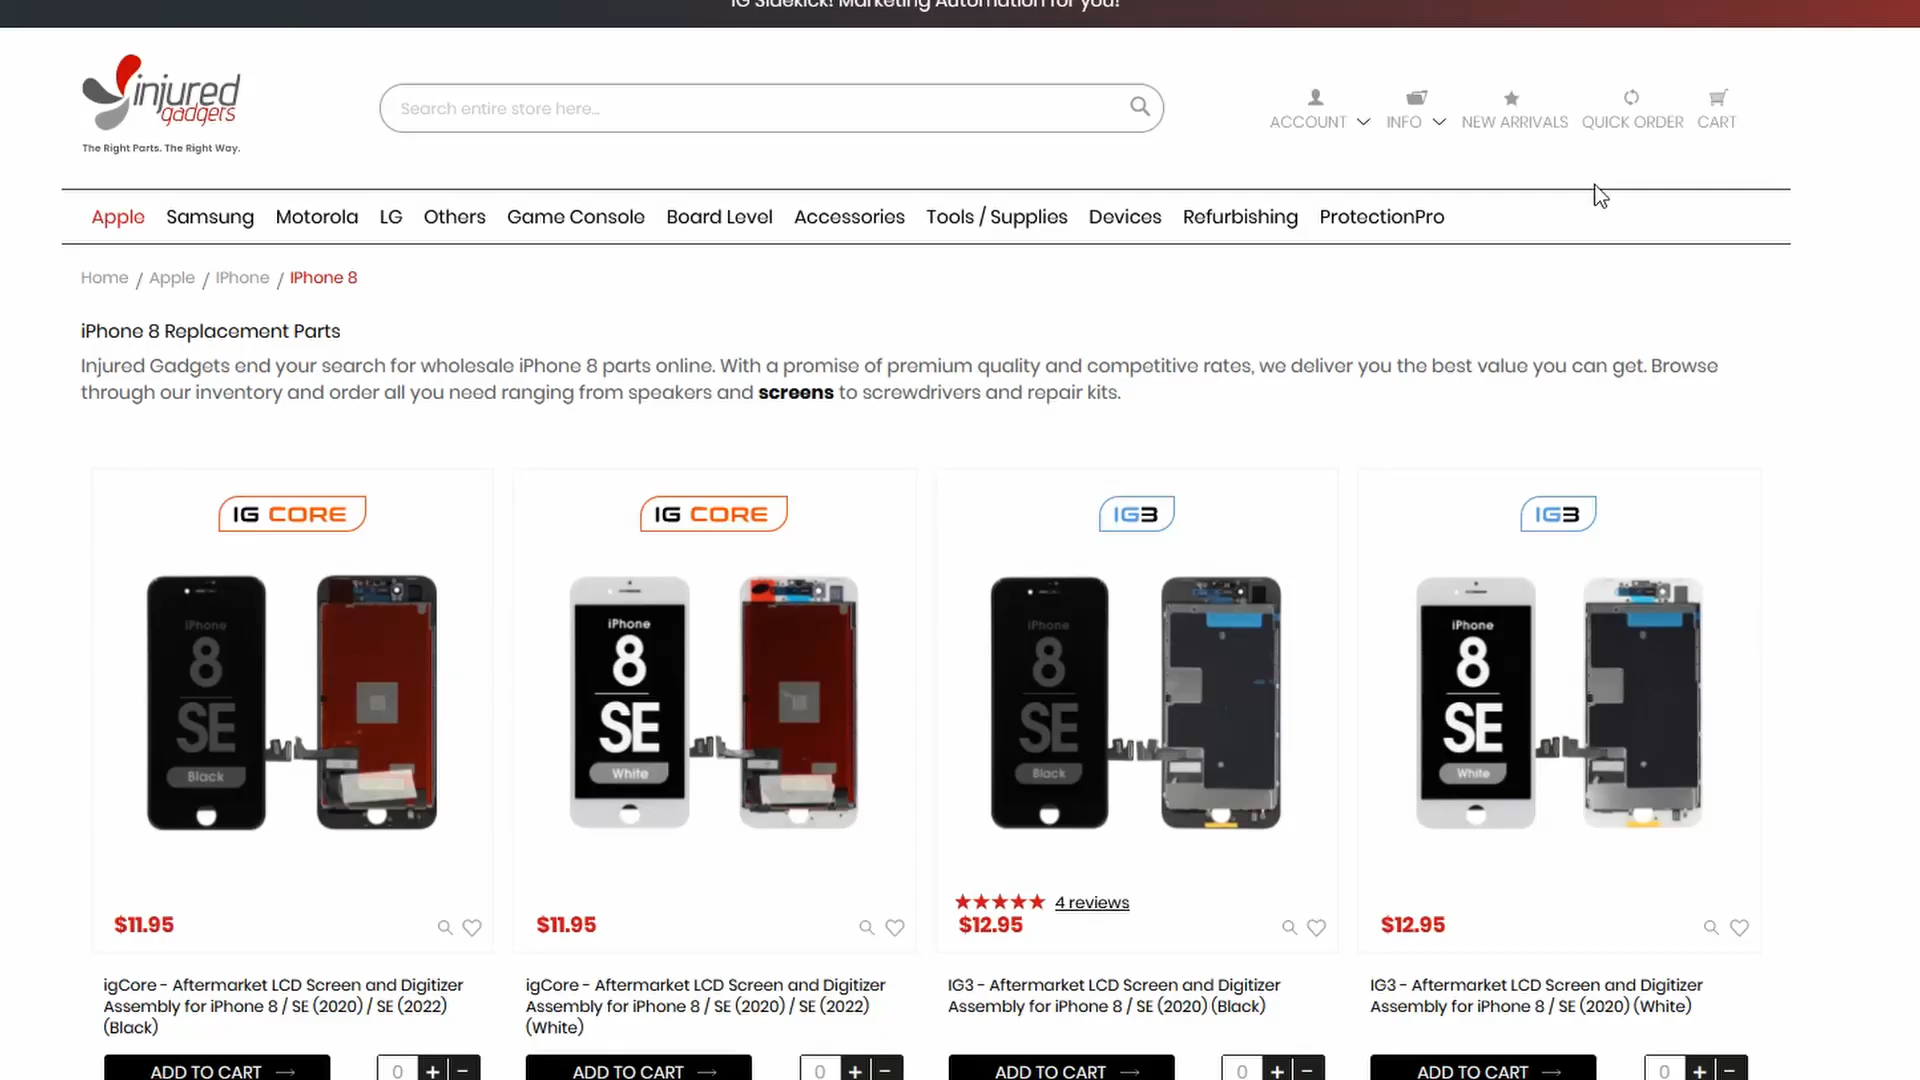 IG Sidekick! Marketing Automation for you!
injured
gadgets
The Right Parts. The Right Way.
Search entire store here...
ACCOUNT INFO NEW ARRIVALS QUICK ORDER CART
Apple Samsung Motorola LG Others Game Console Board Level Accessories Tools / Supplies Devices Refurbishing ProtectionPro
Home / Apple / IPhone / IPhone 8
iPhone 8 Replacement Parts
Injured Gadgets end your search for wholesale iPhone 8 parts online. With a promise of premium quality and competitive rates, we deliver you the best value you can get. Browse
through our inventory and order all you need ranging from speakers and screens to screwdrivers and repair kits.
IG CORE
iPhone
8
SE
Black
$11.95
igCore - Aftermarket LCD Screen and Digitizer
Assembly for iPhone 8 / SE (2020) / SE (2022)
(Black)
ADD TO CART 0 + -
IG CORE
iPhone
8
SE
White
$11.95
igCore - Aftermarket LCD Screen and Digitizer
Assembly for iPhone 8 / SE (2020) / SE (2022)
(White)
ADD TO CART 0 + -
IG3
iPhone
8
SE
Black
4 reviews
$12.95
IG3 - Aftermarket LCD Screen and Digitizer
Assembly for iPhone 8 / SE (2020) (Black)
ADD TO CART 0 + -
IG3
iPhone
8
SE
White
$12.95
IG3 - Aftermarket LCD Screen and Digitizer
Assembly for iPhone 8 / SE (2020) (White)
ADD TO CART 0 + -